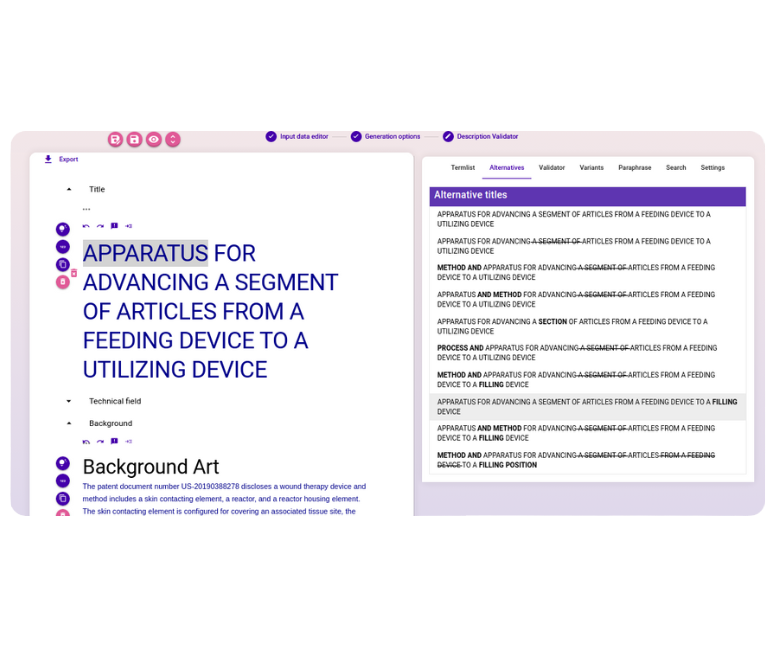 Input data editor
Generation options
Description Validator
Export
Title
...
APPARATUS FOR
ADVANCING A SEGMENT
OF ARTICLES FROM A
FEEDING DEVICE TO A
UTILIZING DEVICE
Technical field
Background
Background Art
The patent document number US-20190388278 discloses a wound therapy device and
method includes a skin contacting element, a reactor, and a reactor housing element.
The skin contacting element is configured for covering an associated tissue site, the
Termlist Alternatives Validator Variants Paraphrase Search Settings
Alternative titles
APPARATUS FOR ADVANCING A SEGMENT OF ARTICLES FROM A FEEDING DEVICE TO A
UTILIZING DEVICE
APPARATUS FOR ADVANCING A SEGMENT OF ARTICLES FROM A FEEDING DEVICE TO A
UTILIZING DEVICE
METHOD AND APPARATUS FOR ADVANCING A SEGMENT OF ARTICLES FROM A FEEDING
DEVICE TO A UTILIZING DEVICE
APPARATUS AND METHOD FOR ADVANCING A SEGMENT OF ARTICLES FROM A FEEDING
DEVICE TO A UTILIZING DEVICE
APPARATUS FOR ADVANCING A SECTION OF ARTICLES FROM A FEEDING DEVICE TO A
UTILIZING DEVICE
PROCESS AND APPARATUS FOR ADVANCING A SEGMENT OF ARTICLES FROM A FEEDING
DEVICE TO A UTILIZING DEVICE
METHOD AND APPARATUS FOR ADVANCING A SEGMENT OF ARTICLES FROM A FEEDING
DEVICE TO A FILLING DEVICE
APPARATUS FOR ADVANCING A SEGMENT OF ARTICLES FROM A FEEDING DEVICE TO A FILLING
DEVICE
APPARATUS AND METHOD FOR ADVANCING A SEGMENT OF ARTICLES FROM A FEEDING
DEVICE TO A FILLING DEVICE
METHOD AND APPARATUS FOR ADVANCING A SEGMENT OF ARTICLES FROM A FEEDING
DEVICE TO A FILLING POSITION